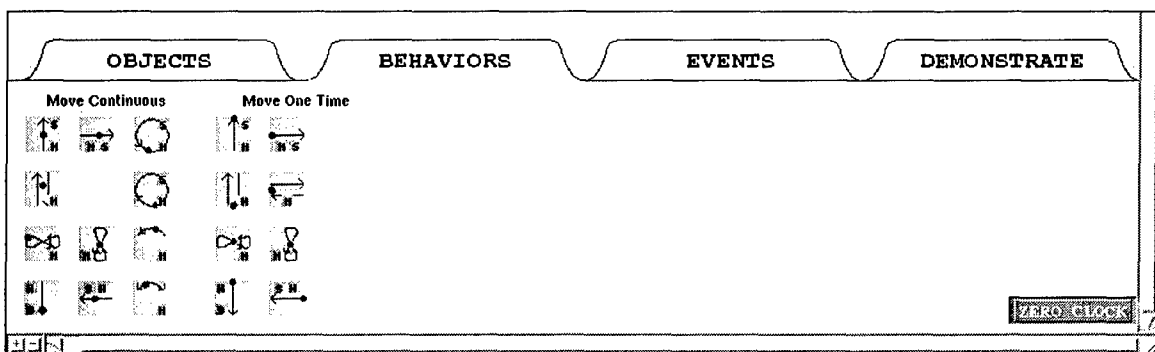 OBJECTS BEHAVIORS EVENTS DEMONSTRATE
Move Continuous Move One Time
S S S
H H S H H H S
H H H H
H H H H H
H S H H S H
H
ZERO CLOCK